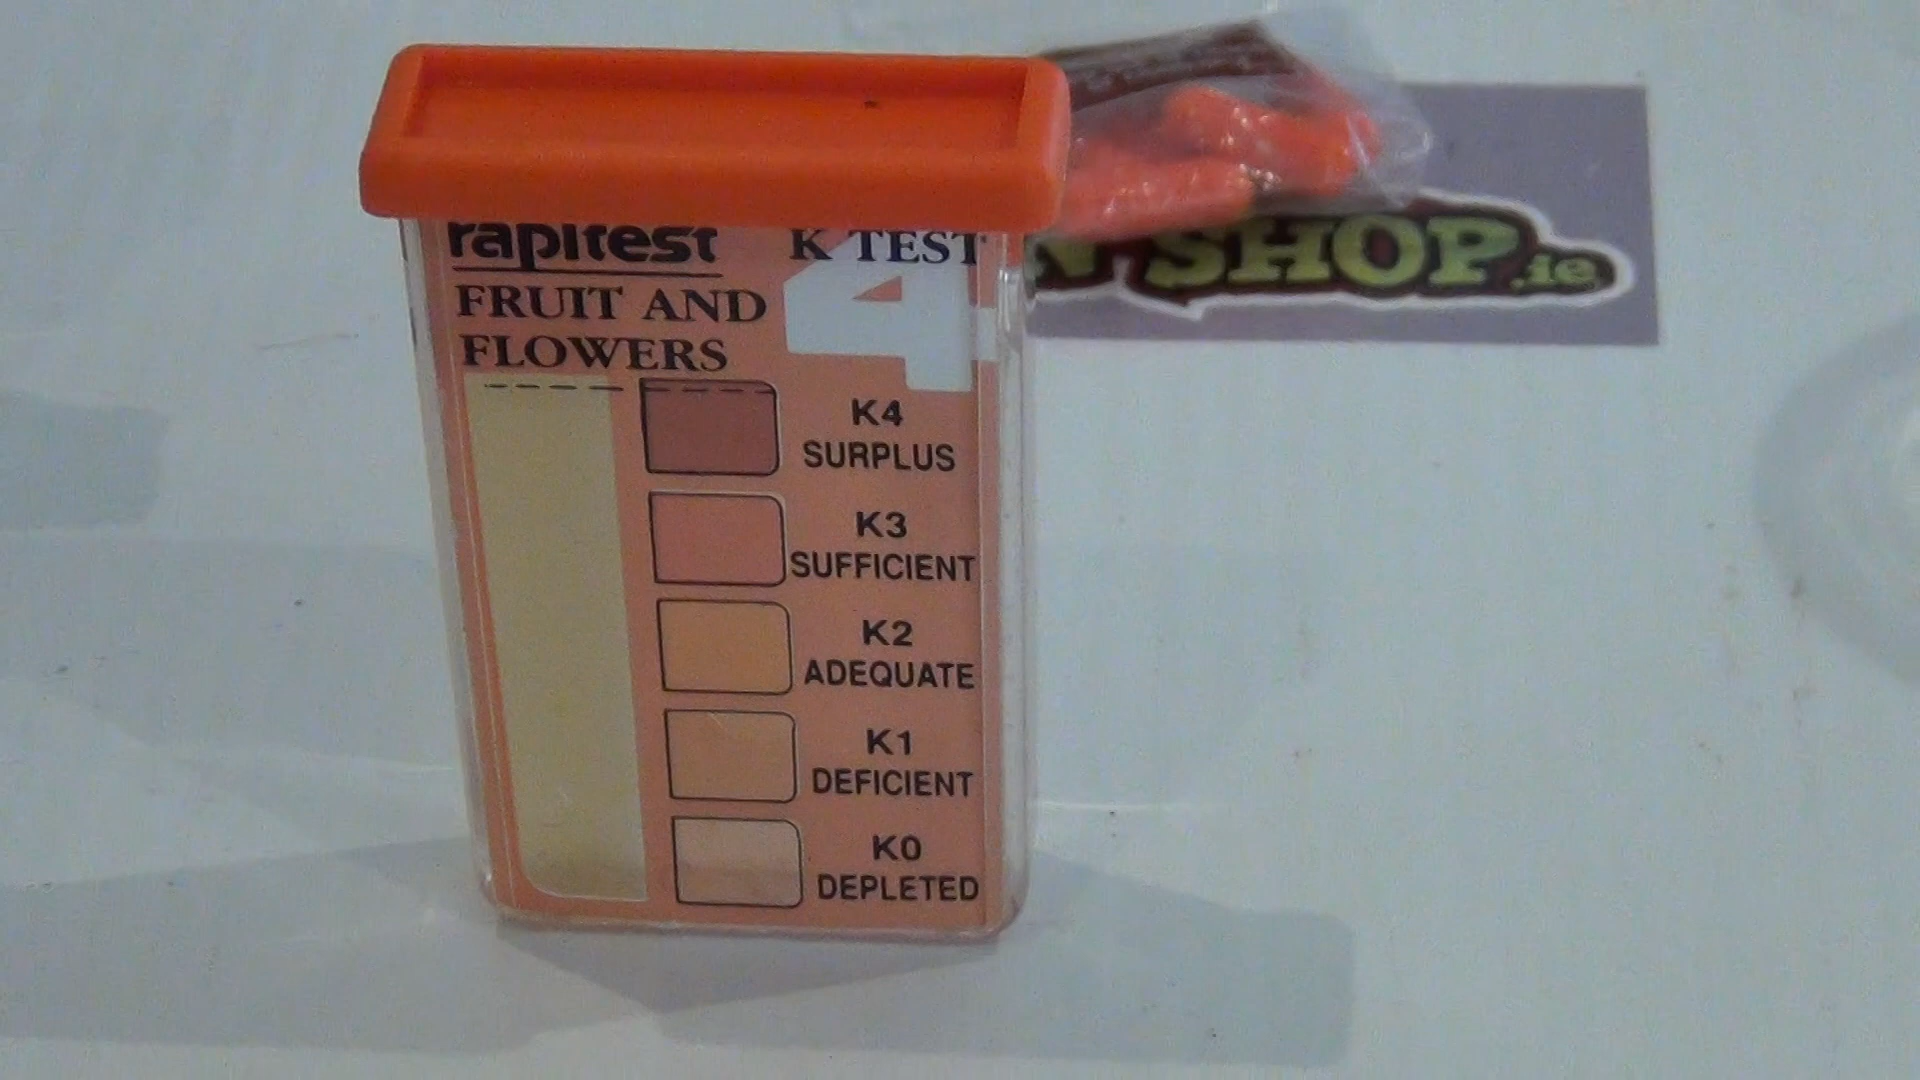 rapitest
K TEST
4
FRUIT AND
FLOWERS
K4
SURPLUS
K3
SUFFICIENT
K2
ADEQUATE
K1
DEFICIENT
K0
DEPLETED
SHOP.ie